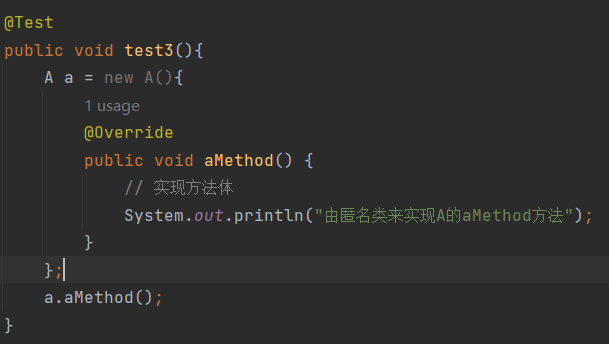 @Test
public void test3(){
    A a = new A(){
        1 usage
        @Override
        public void aMethod() {
            // 实现方法体
            System.out.println("由匿名类来实现A的aMethod方法");
        }
    };
    a.aMethod();
}